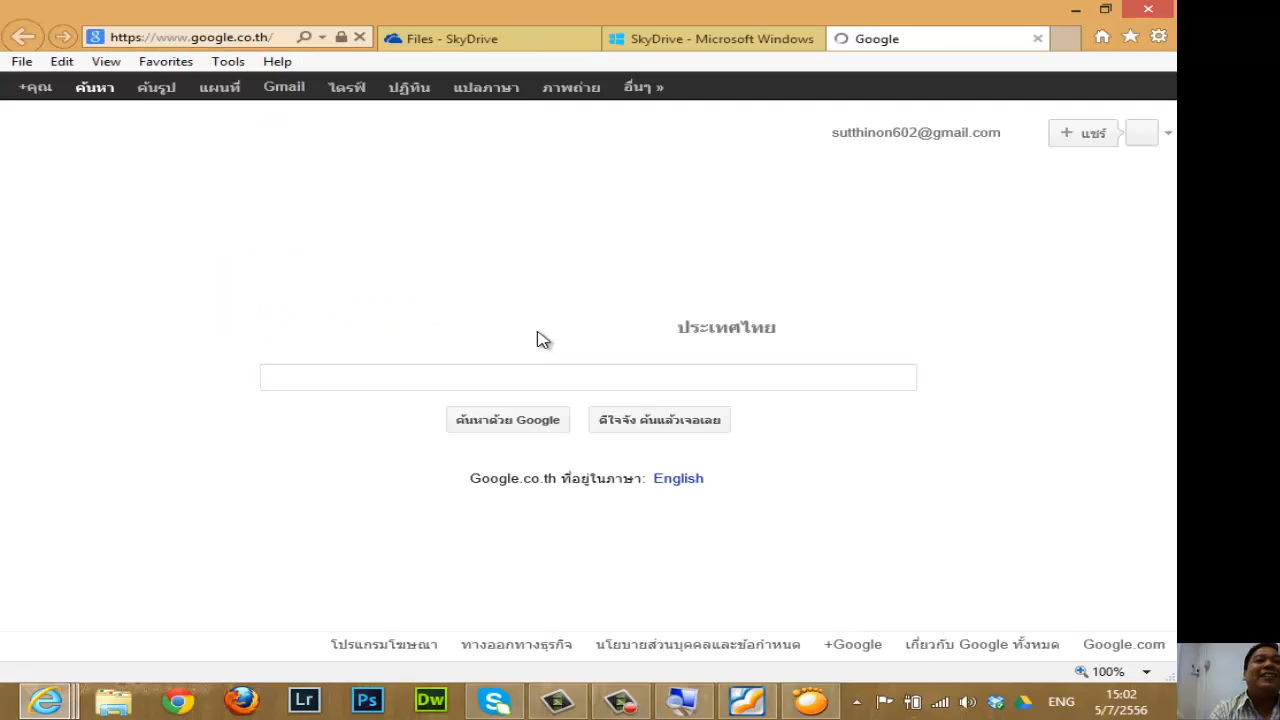 https://www.google.co.th/
Files - SkyDrive
SkyDrive - Microsoft Windows
Google
File Edit View Favorites Tools Help
+คุณ ค้นหา ค้นรูป แผนที่ Gmail ไดรฟ์ ปฏิทิน แปลภาษา ภาพถ่าย อื่นๆ »
sutthinon602@gmail.com
+ แชร์
ประเทศไทย
ค้นหาด้วย Google ดีใจจัง ค้นแล้วเจอเลย
Google.co.th ที่อยู่ในภาษา: English
โปรแกรมโฆษณา ทางออกทางธุรกิจ นโยบายส่วนบุคคลและข้อกำหนด +Google เกี่ยวกับ Google ทั้งหมด Google.com
100%
Lr Ps Dw
ENG
15:02
5/7/2556